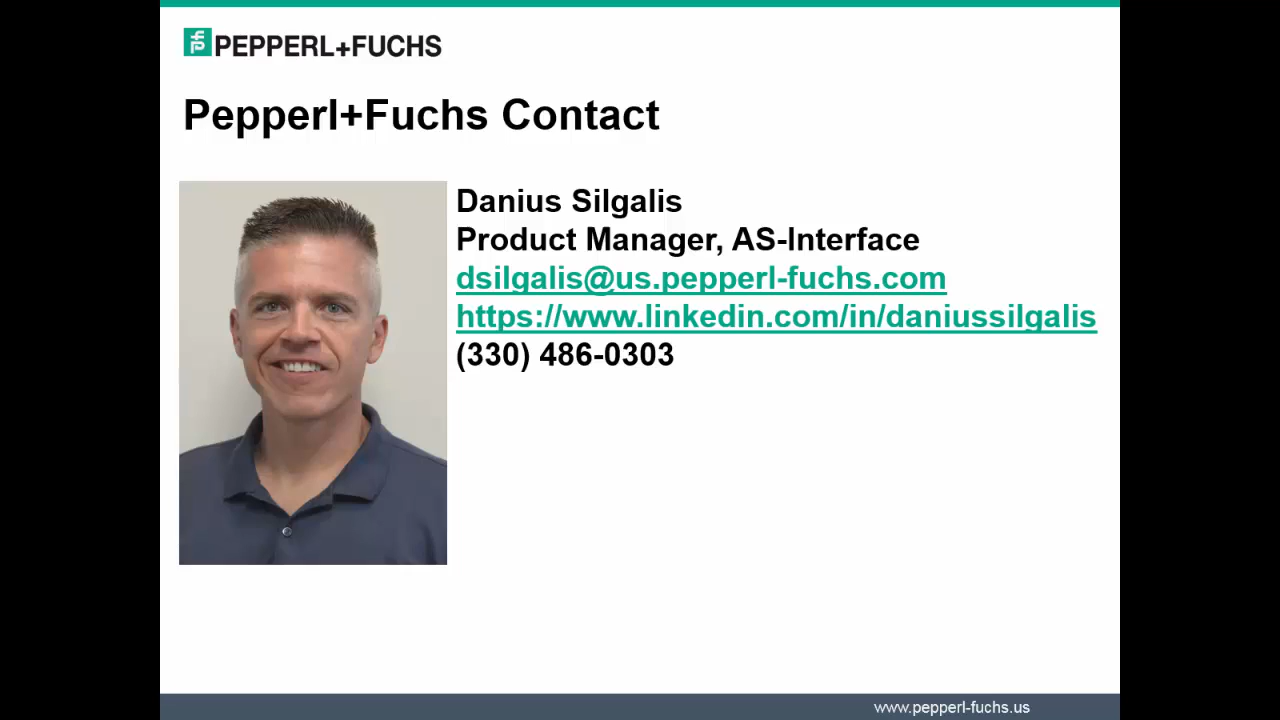 PEPPERL+FUCHS
Pepperl+Fuchs Contact
Danius Silgalis
Product Manager, AS-Interface
dsilgalis@us.pepperl-fuchs.com
https://www.linkedin.com/in/daniussilgalis
(330) 486-0303
www.pepperl-fuchs.us